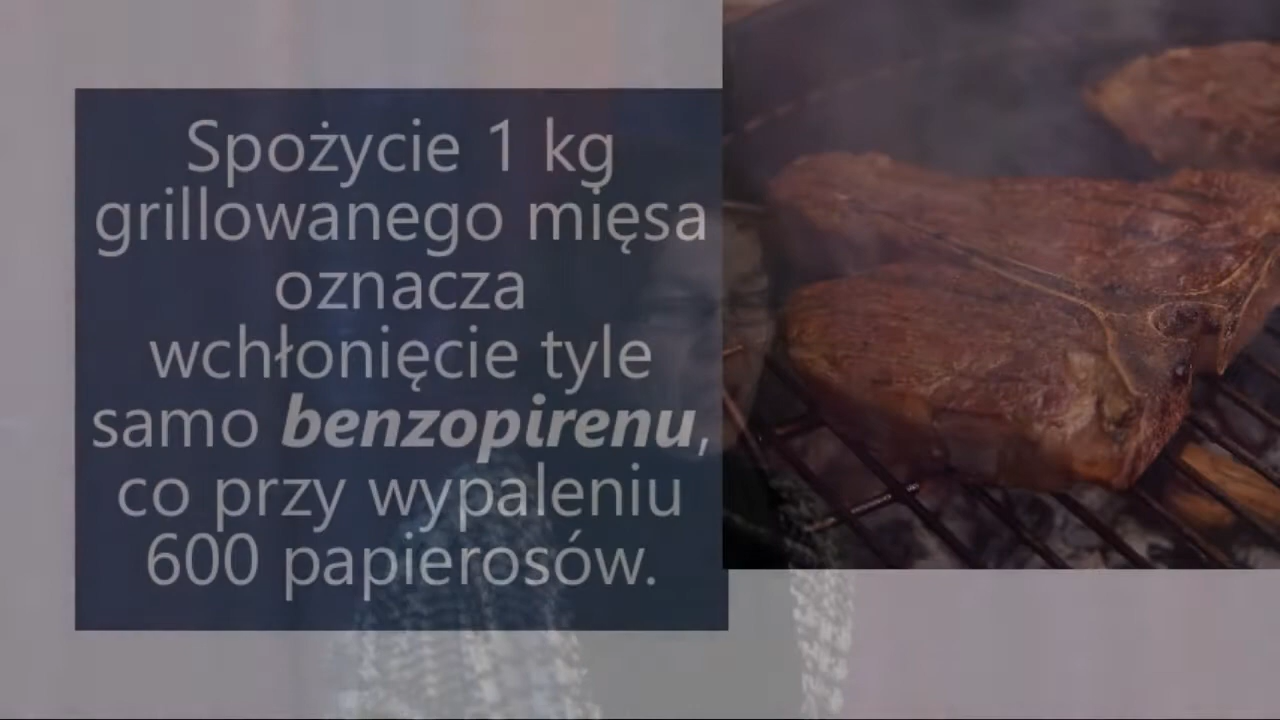 Spożycie 1 kg
grillowanego mięsa
oznacza
wchłonięcie tyle
samo benzopirenu,
co przy wypaleniu
600 papierosów.